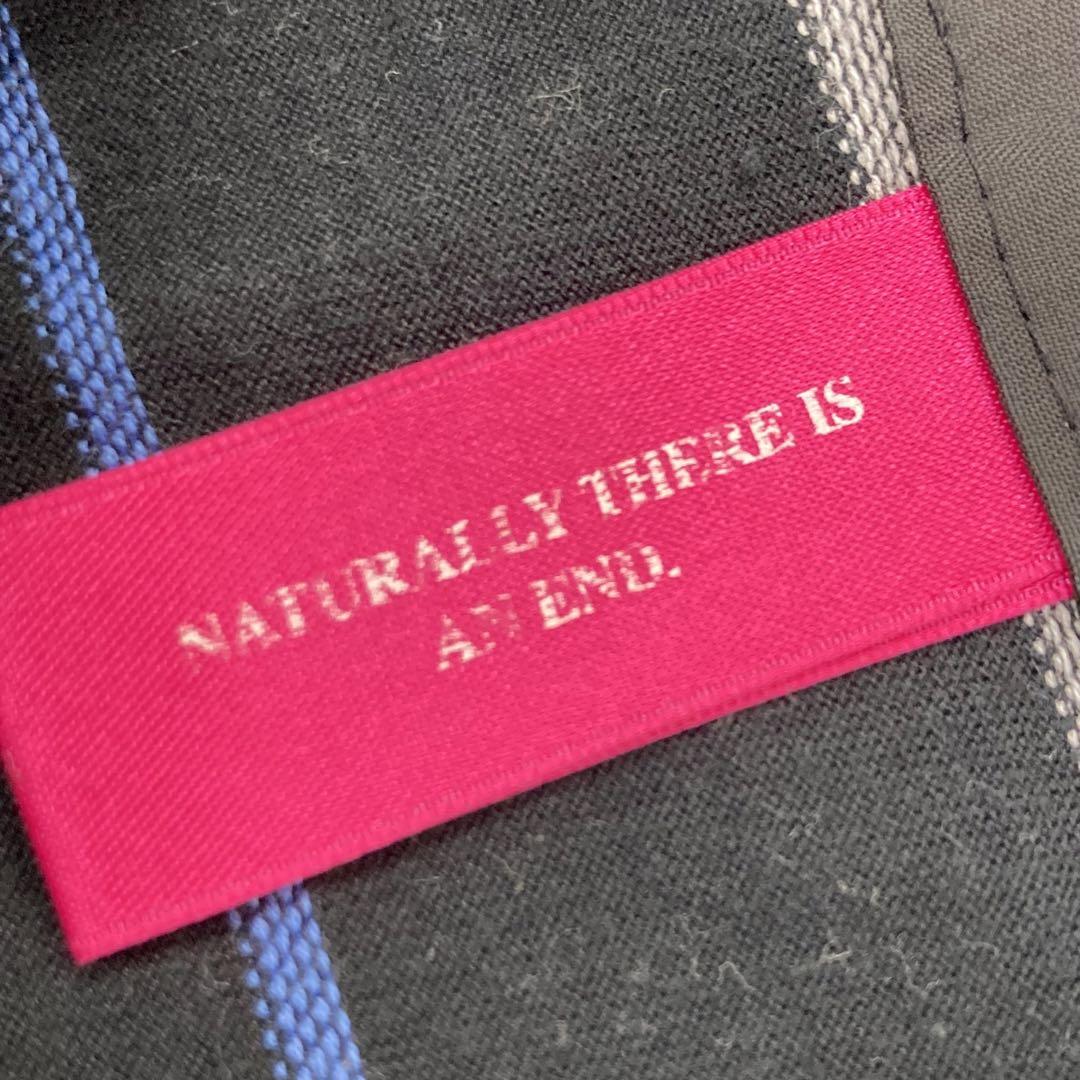 NATURALLY THERE IS
AN END.